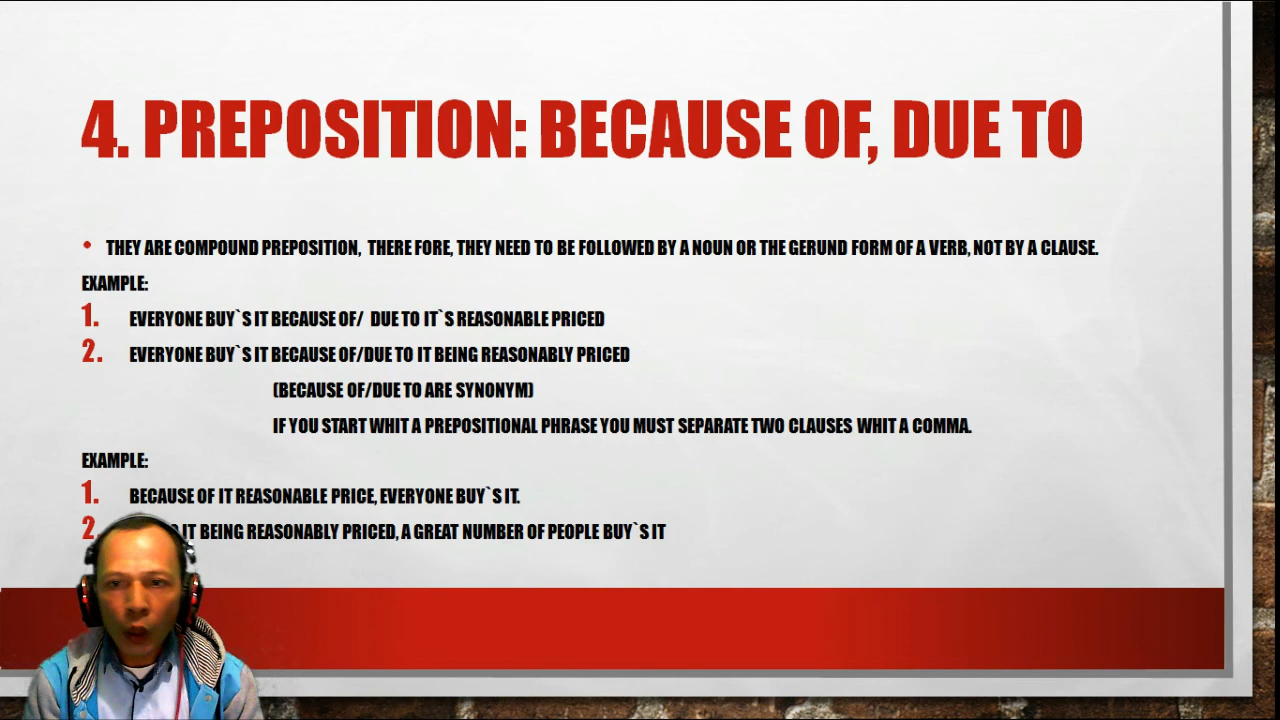 4. PREPOSITION: BECAUSE OF, DUE TO
• THEY ARE COMPOUND PREPOSITION, THERE FORE, THEY NEED TO BE FOLLOWED BY A NOUN OR THE GERUND FORM OF A VERB, NOT BY A CLAUSE.
EXAMPLE:
1. EVERYONE BUY`S IT BECAUSE OF/ DUE TO IT`S REASONABLE PRICED
2. EVERYONE BUY`S IT BECAUSE OF/DUE TO IT BEING REASONABLY PRICED
(BECAUSE OF/DUE TO ARE SYNONYM)
IF YOU START WHIT A PREPOSITIONAL PHRASE YOU MUST SEPARATE TWO CLAUSES WHIT A COMMA.
EXAMPLE:
1. BECAUSE OF IT REASONABLE PRICE, EVERYONE BUY`S IT.
2. IT BEING REASONABLY PRICED, A GREAT NUMBER OF PEOPLE BUY`S IT